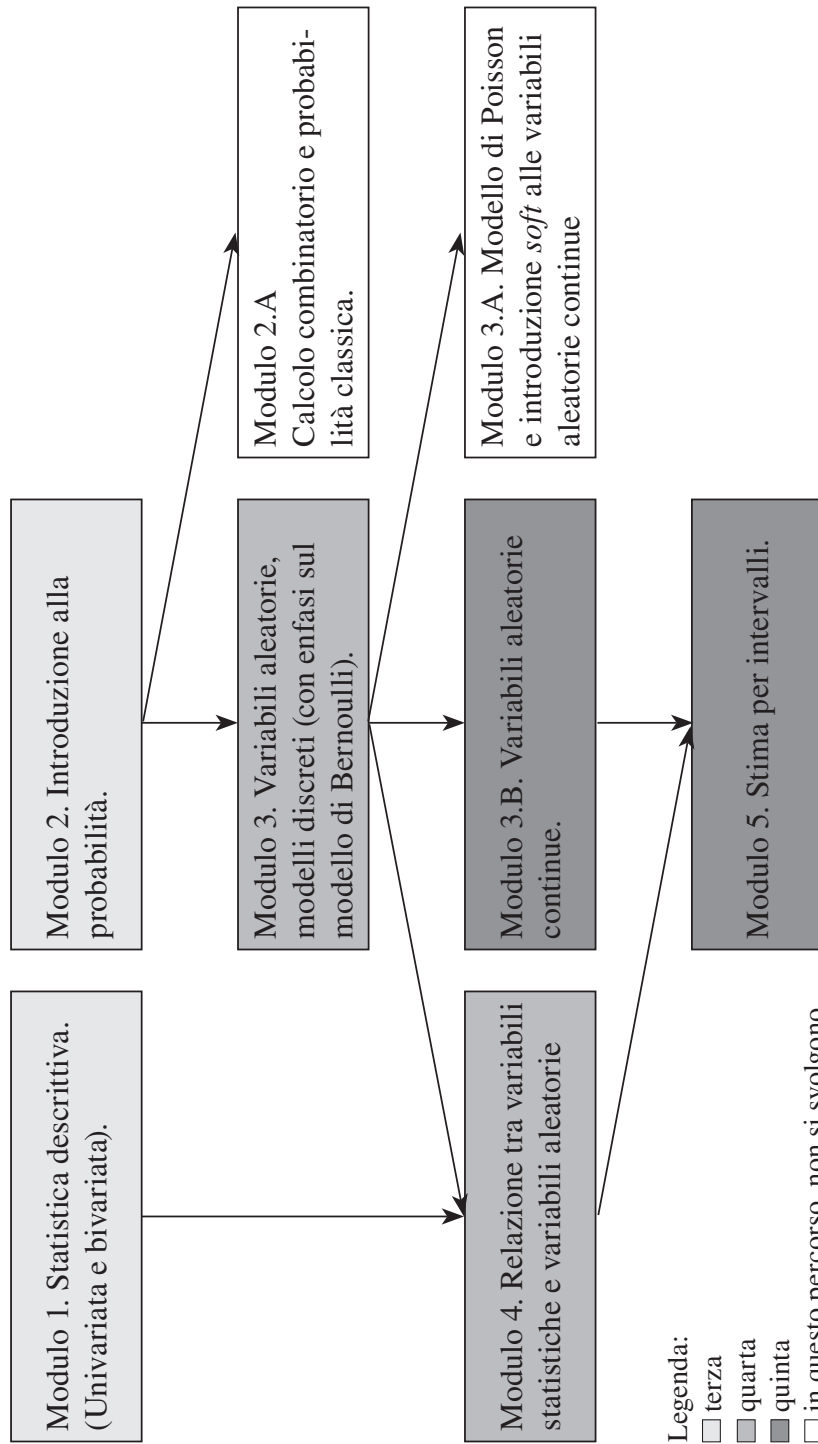 Modulo 1. Statistica descrittiva.
(Univariata e bivariata).
Modulo 2. Introduzione alla
probabilità.
Modulo 2.A
Calcolo combinatorio e probabi-
lità classica.
Modulo 3. Variabili aleatorie,
modelli discreti (con enfasi sul
modello di Bernoulli).
Modulo 4. Relazione tra variabili
statistiche e variabili aleatorie
Modulo 3.B. Variabili aleatorie
continue.
Modulo 3.A. Modello di Poisson
e introduzione soft alle variabili
aleatorie continue
Modulo 5. Stima per intervalli.
Legenda:
terza
quarta
quinta
in questo percorso, non si svolgono